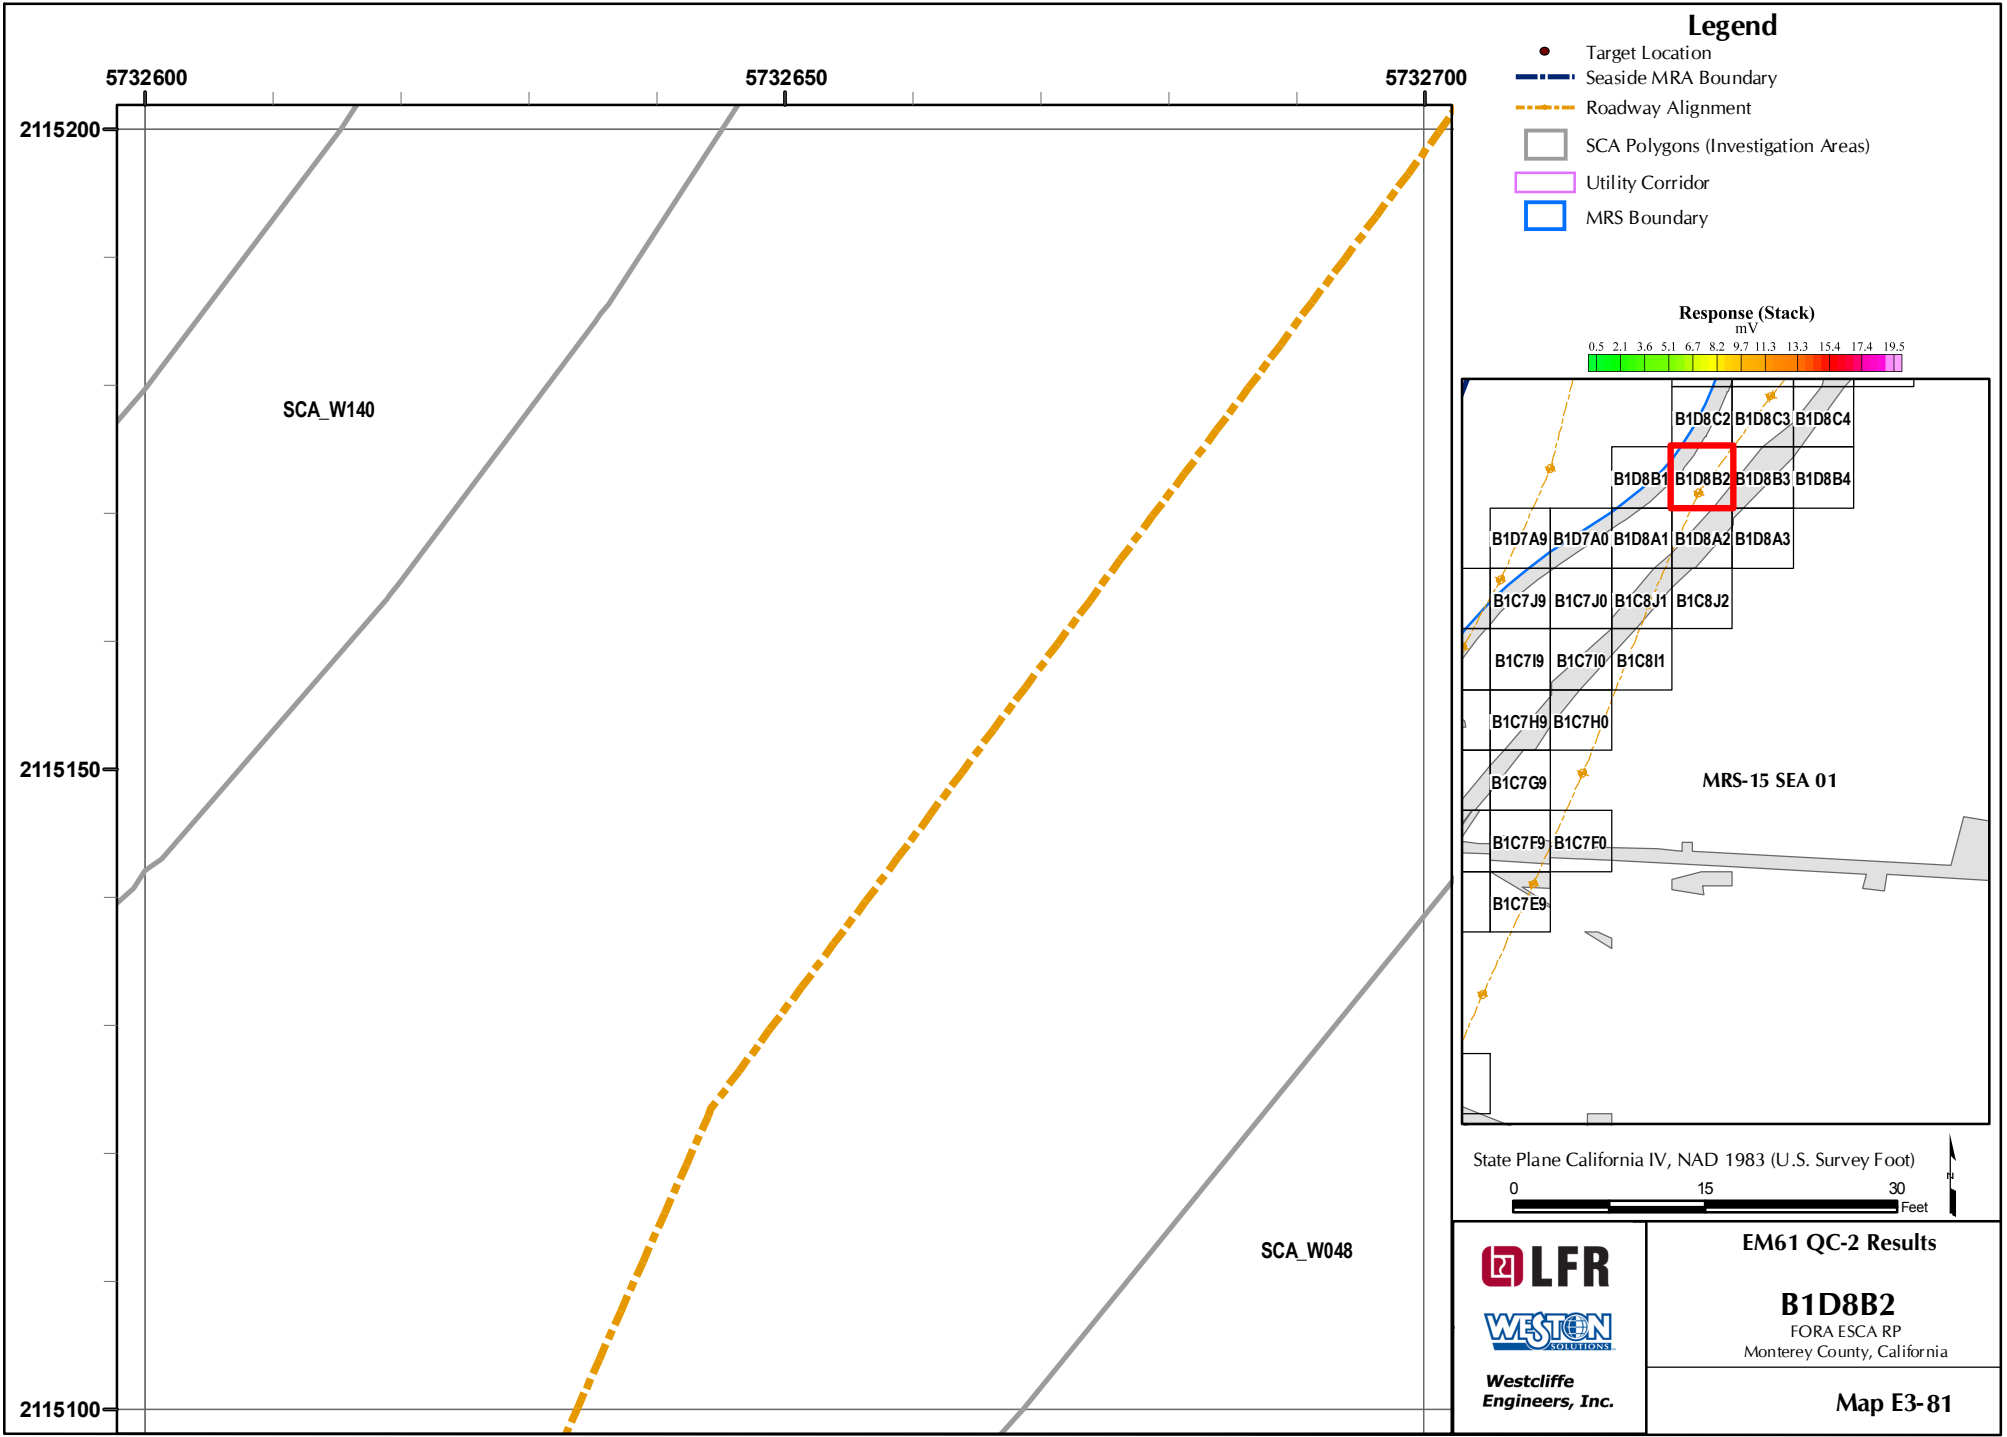 Legend
Target Location
Seaside MRA Boundary
Roadway Alignment
SCA Polygons (Investigation Areas)
Utility Corridor
MRS Boundary
5732600 5732650 5732700
2115200
2115150
2115100
SCA_W140
SCA_W048
Response (Stack)
mV
0.5 2.1 3.6 5.1 6.7 8.2 9.7 11.3 13.3 15.4 17.4 19.5
B1D8C2 B1D8C3 B1D8C4
B1D8B1 B1D8B2 B1D8B3 B1D8B4
B1D7A9 B1D7A0 B1D8A1 B1D8A2 B1D8A3
B1C7J9 B1C7J0 B1C8J1 B1C8J2
B1C7I9 B1C7I0 B1C8I1
B1C7H9 B1C7H0
B1C7G9
MRS-15 SEA 01
B1C7F9 B1C7F0
B1C7E9
State Plane California IV, NAD 1983 (U.S. Survey Foot)
N
0 15 30
Feet
LFR
WESTON
SOLUTIONS
Westcliffe
Engineers, Inc.
EM61 QC-2 Results
B1D8B2
FORA ESCA RP
Monterey County, California
Map E3-81